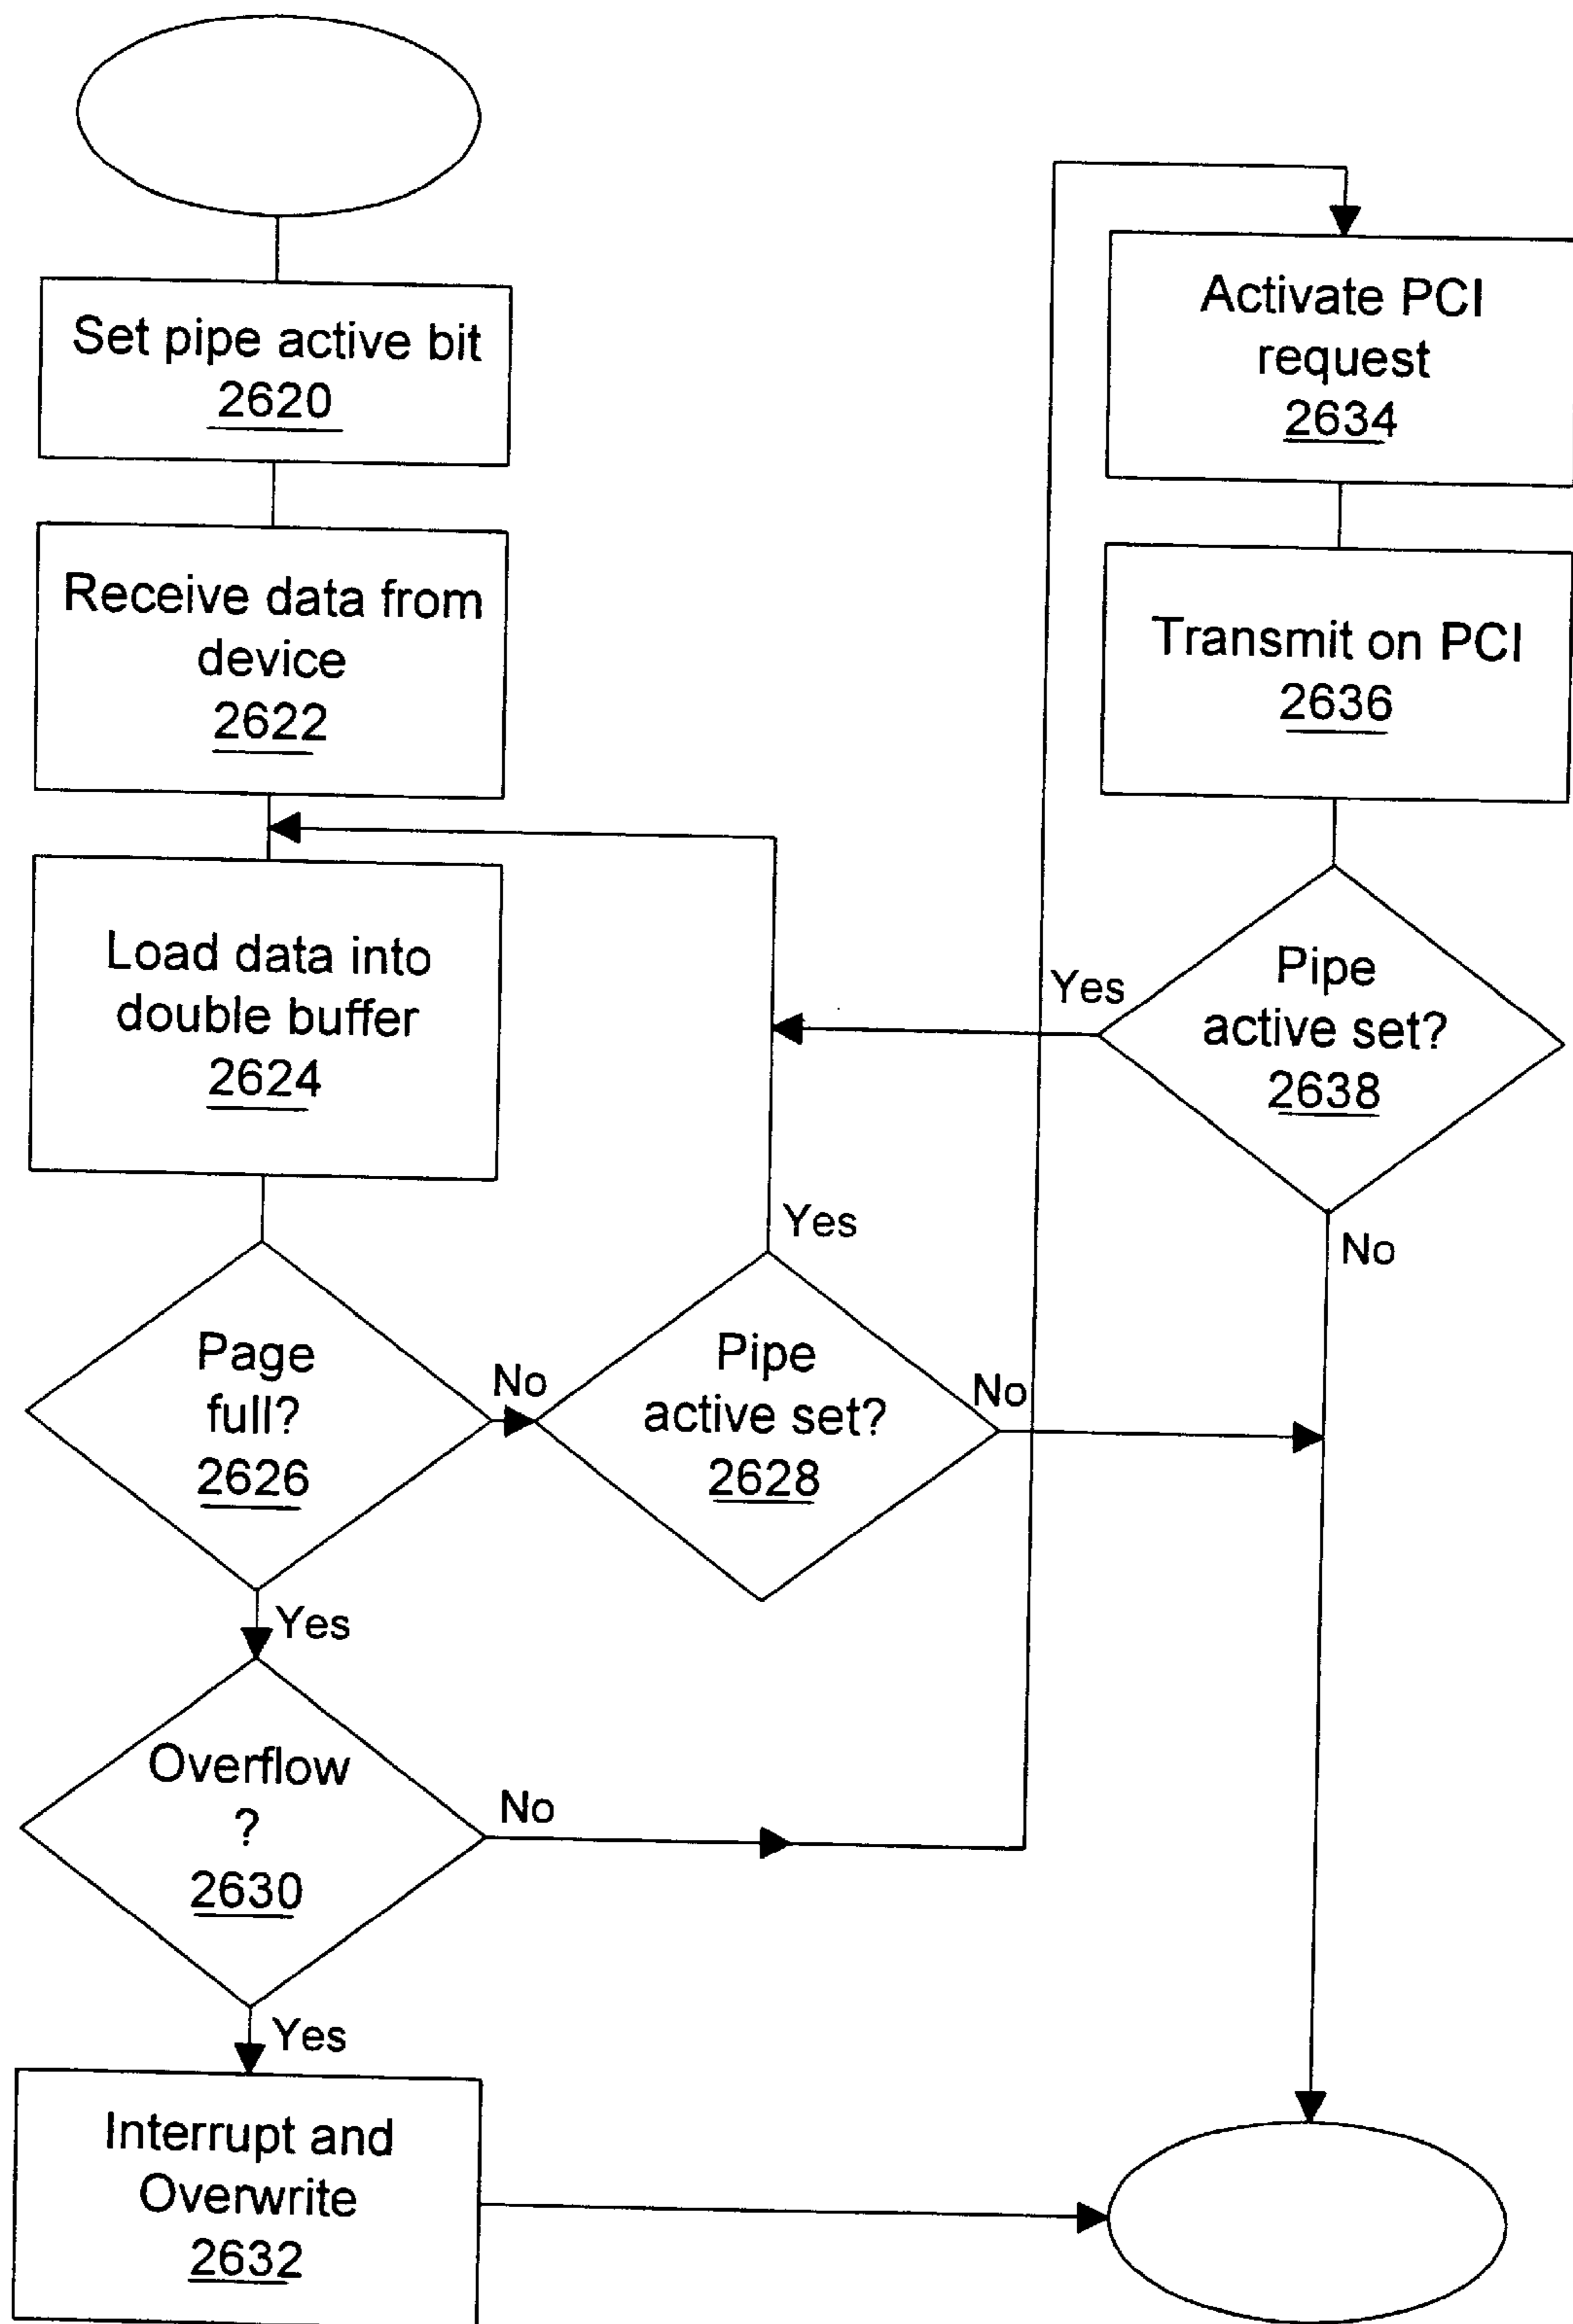 Set pipe active bit
2620
Receive data from
device
2622
Load data into
double buffer
2624
Page
full?
2626
No
Yes
Pipe
active set?
2628
Yes
No
Overflow
?
2630
No
Yes
Interrupt and
Overwrite
2632
Activate PCI
request
2634
Transmit on PCI
2636
Pipe
active set?
2638
Yes
No